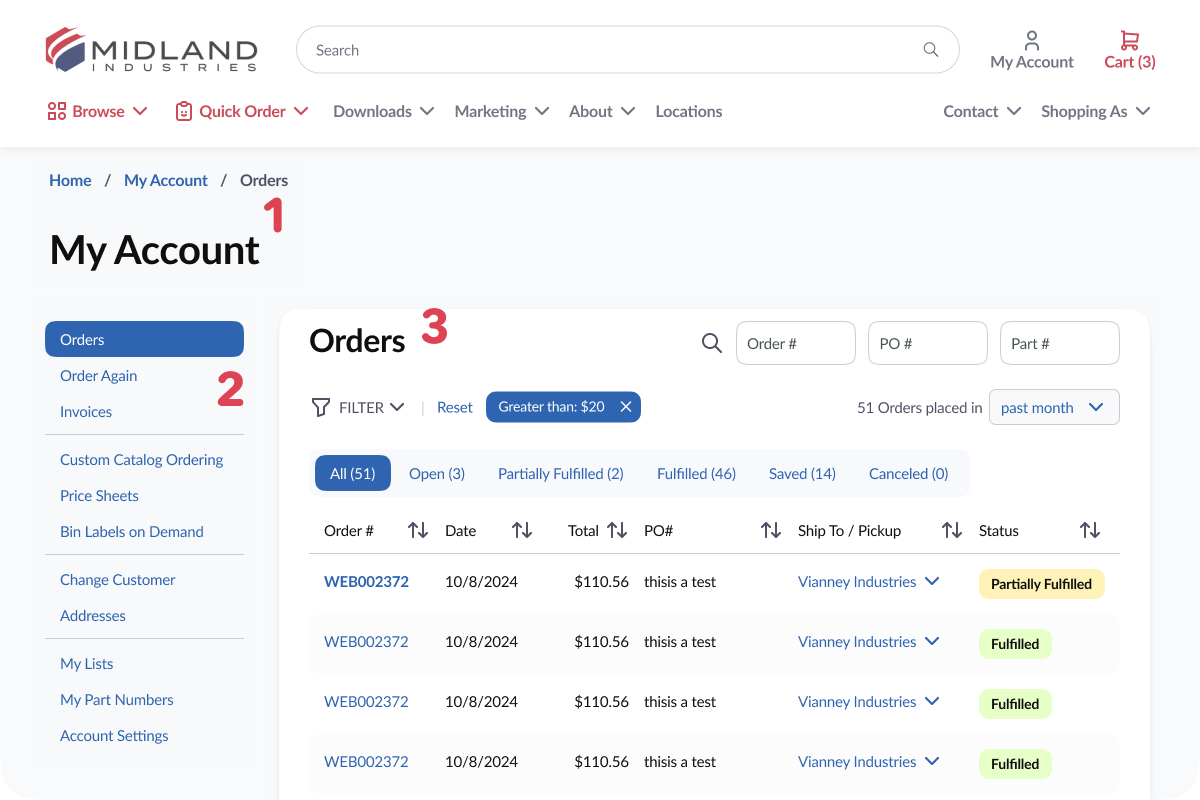 MIDLAND
INDUSTRIES
Search
My Account
Cart (3)
Browse
Quick Order
Downloads
Marketing
About
Locations
Contact
Shopping As
Home / My Account / Orders
1
My Account
Orders
Order Again
2
Invoices
Custom Catalog Ordering
Price Sheets
Bin Labels on Demand
Change Customer
Addresses
My Lists
My Part Numbers
Account Settings
Orders
3
Order #
PO #
Part #
FILTER | Reset
Greater than: $20
51 Orders placed in past month
All (51) Open (3) Partially Fulfilled (2) Fulfilled (46) Saved (14) Canceled (0)
Order # Date Total PO# Ship To / Pickup Status
WEB002372 10/8/2024 $110.56 thisis a test Vianney Industries Partially Fulfilled
WEB002372 10/8/2024 $110.56 thisis a test Vianney Industries Fulfilled
WEB002372 10/8/2024 $110.56 thisis a test Vianney Industries Fulfilled
WEB002372 10/8/2024 $110.56 thisis a test Vianney Industries Fulfilled